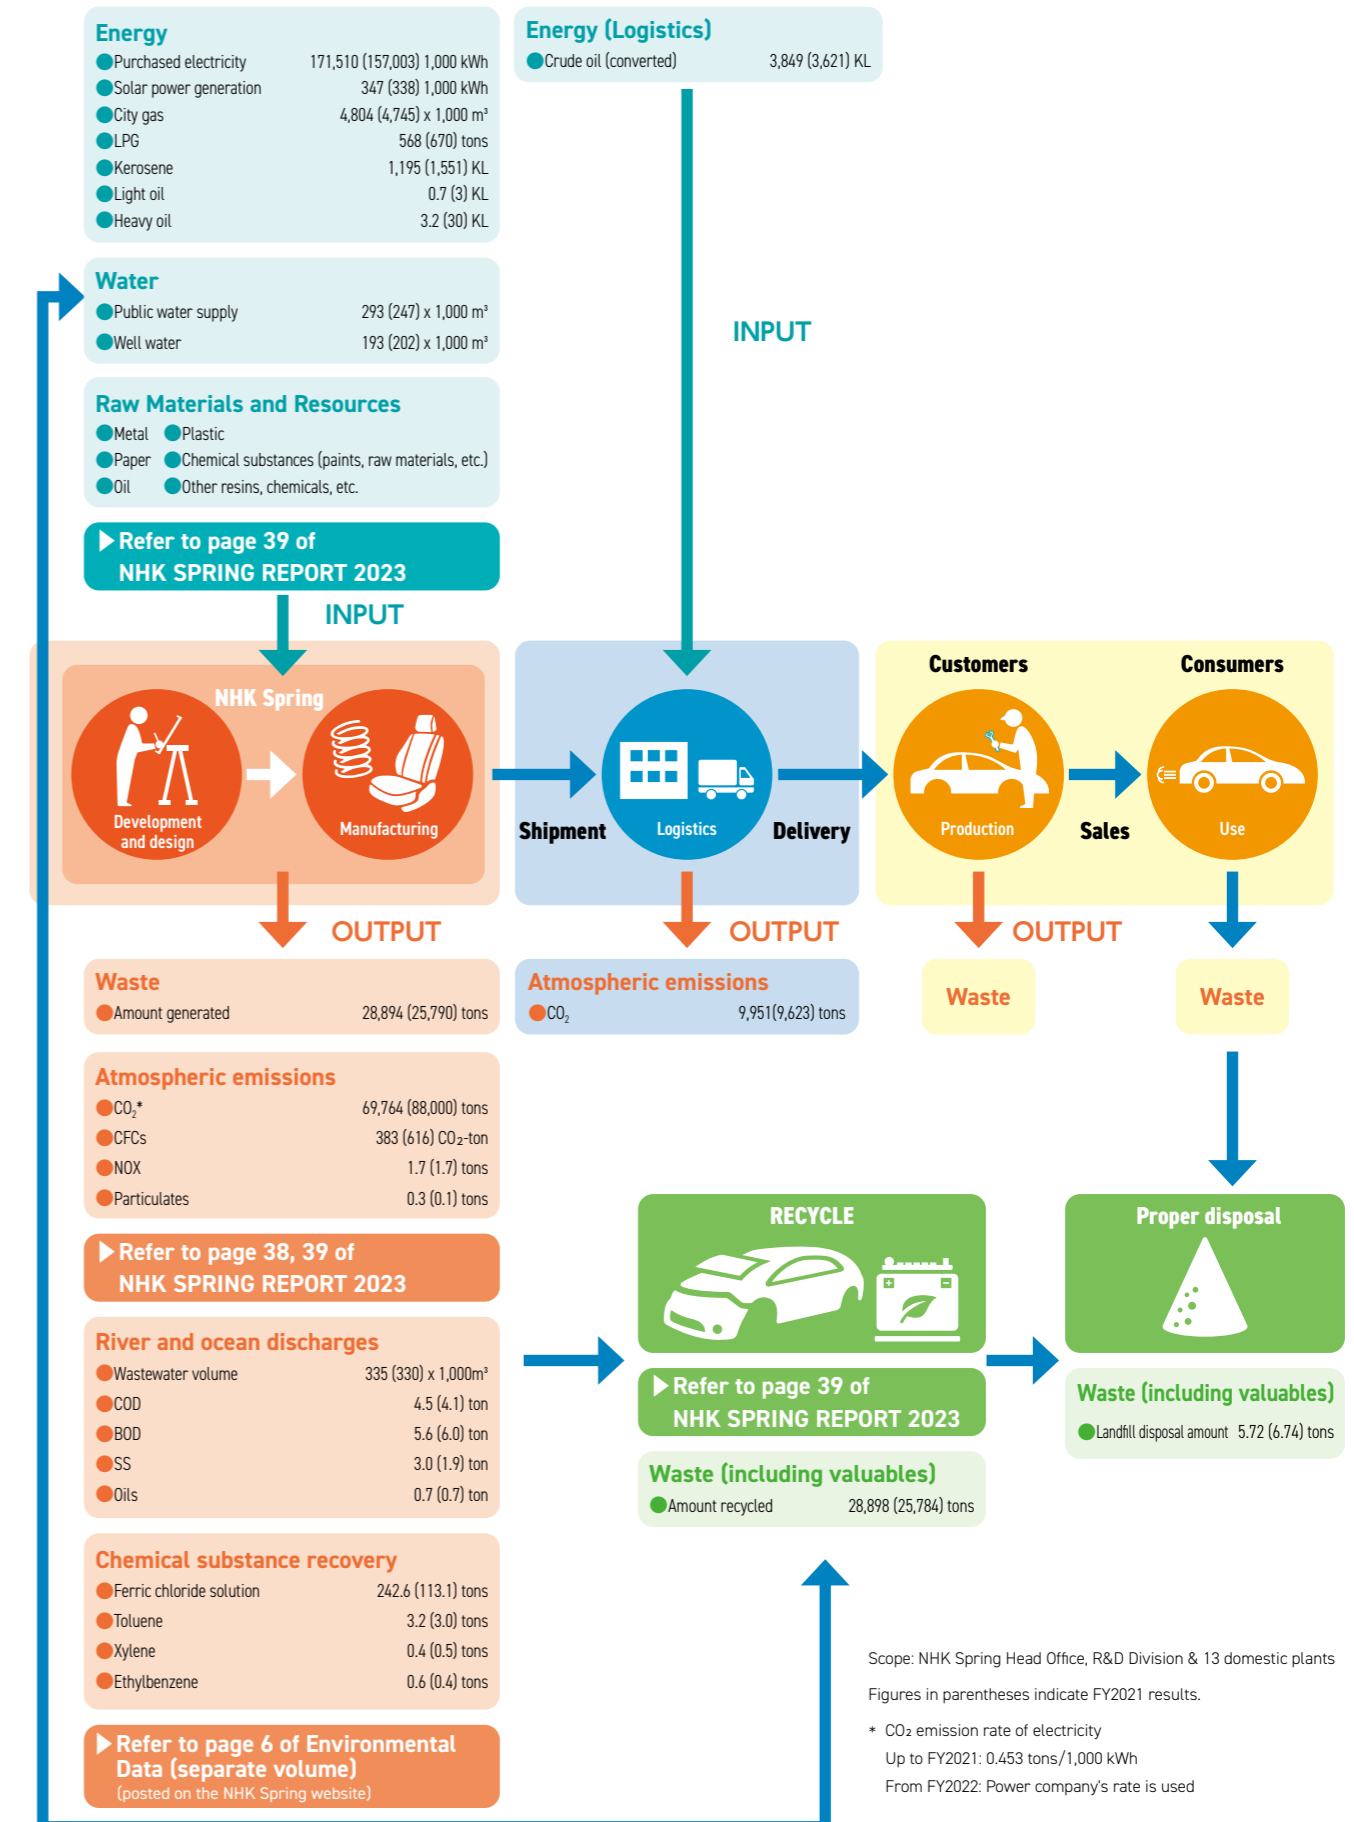 Energy
Purchased electricity 171,510 (157,003) 1,000 kWh
Solar power generation 347 (338) 1,000 kWh
City gas 4,804 (4,745) x 1,000 m³
LPG 568 (670) tons
Kerosene 1,195 (1,551) KL
Light oil 0.7 (3) KL
Heavy oil 3.2 (30) KL
Energy (Logistics)
Crude oil (converted) 3,849 (3,621) KL
Water
Public water supply 293 (247) x 1,000 m³
Well water 193 (202) x 1,000 m³
INPUT
Raw Materials and Resources
Metal Plastic
Paper Chemical substances (paints, raw materials, etc.)
Oil Other resins, chemicals, etc.
Refer to page 39 of
NHK SPRING REPORT 2023
INPUT
NHK Spring
Development
and design
Manufacturing
Shipment
Logistics
Delivery
Customers
Production
Sales
Consumers
Use
OUTPUT
OUTPUT
OUTPUT
Waste
Amount generated 28,894 (25,790) tons
Atmospheric emissions
CO₂ 9,951(9,623) tons
Waste
Waste
Atmospheric emissions
CO₂* 69,764 (88,000) tons
CFCs 383 (616) CO₂-ton
NOX 1.7 (1.7) tons
Particulates 0.3 (0.1) tons
Refer to page 38, 39 of
NHK SPRING REPORT 2023
River and ocean discharges
Wastewater volume 335 (330) x 1,000m³
COD 4.5 (4.1) ton
BOD 5.6 (6.0) ton
SS 3.0 (1.9) ton
Oils 0.7 (0.7) ton
RECYCLE
Refer to page 39 of
NHK SPRING REPORT 2023
Waste (including valuables)
Amount recycled 28,898 (25,784) tons
Proper disposal
Waste (including valuables)
Landfill disposal amount 5.72 (6.74) tons
Chemical substance recovery
Ferric chloride solution 242.6 (113.1) tons
Toluene 3.2 (3.0) tons
Xylene 0.4 (0.5) tons
Ethylbenzene 0.6 (0.4) tons
Refer to page 6 of Environmental
Data (separate volume)
(posted on the NHK Spring website)
Scope: NHK Spring Head Office, R&D Division & 13 domestic plants
Figures in parentheses indicate FY2021 results.
* CO₂ emission rate of electricity
Up to FY2021: 0.453 tons/1,000 kWh
From FY2022: Power company's rate is used